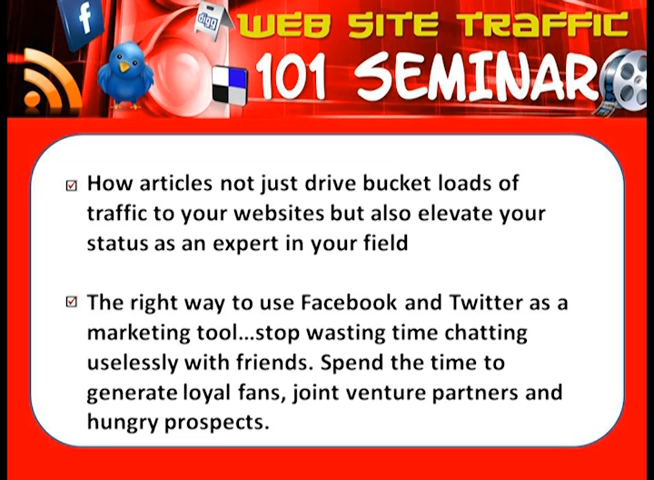 f
digg
WEB SITE TRAFFIC
101 SEMINAR
How articles not just drive bucket loads of
traffic to your websites but also elevate your
status as an expert in your field
The right way to use Facebook and Twitter as a
marketing tool...stop wasting time chatting
uselessly with friends. Spend the time to
generate loyal fans, joint venture partners and
hungry prospects.